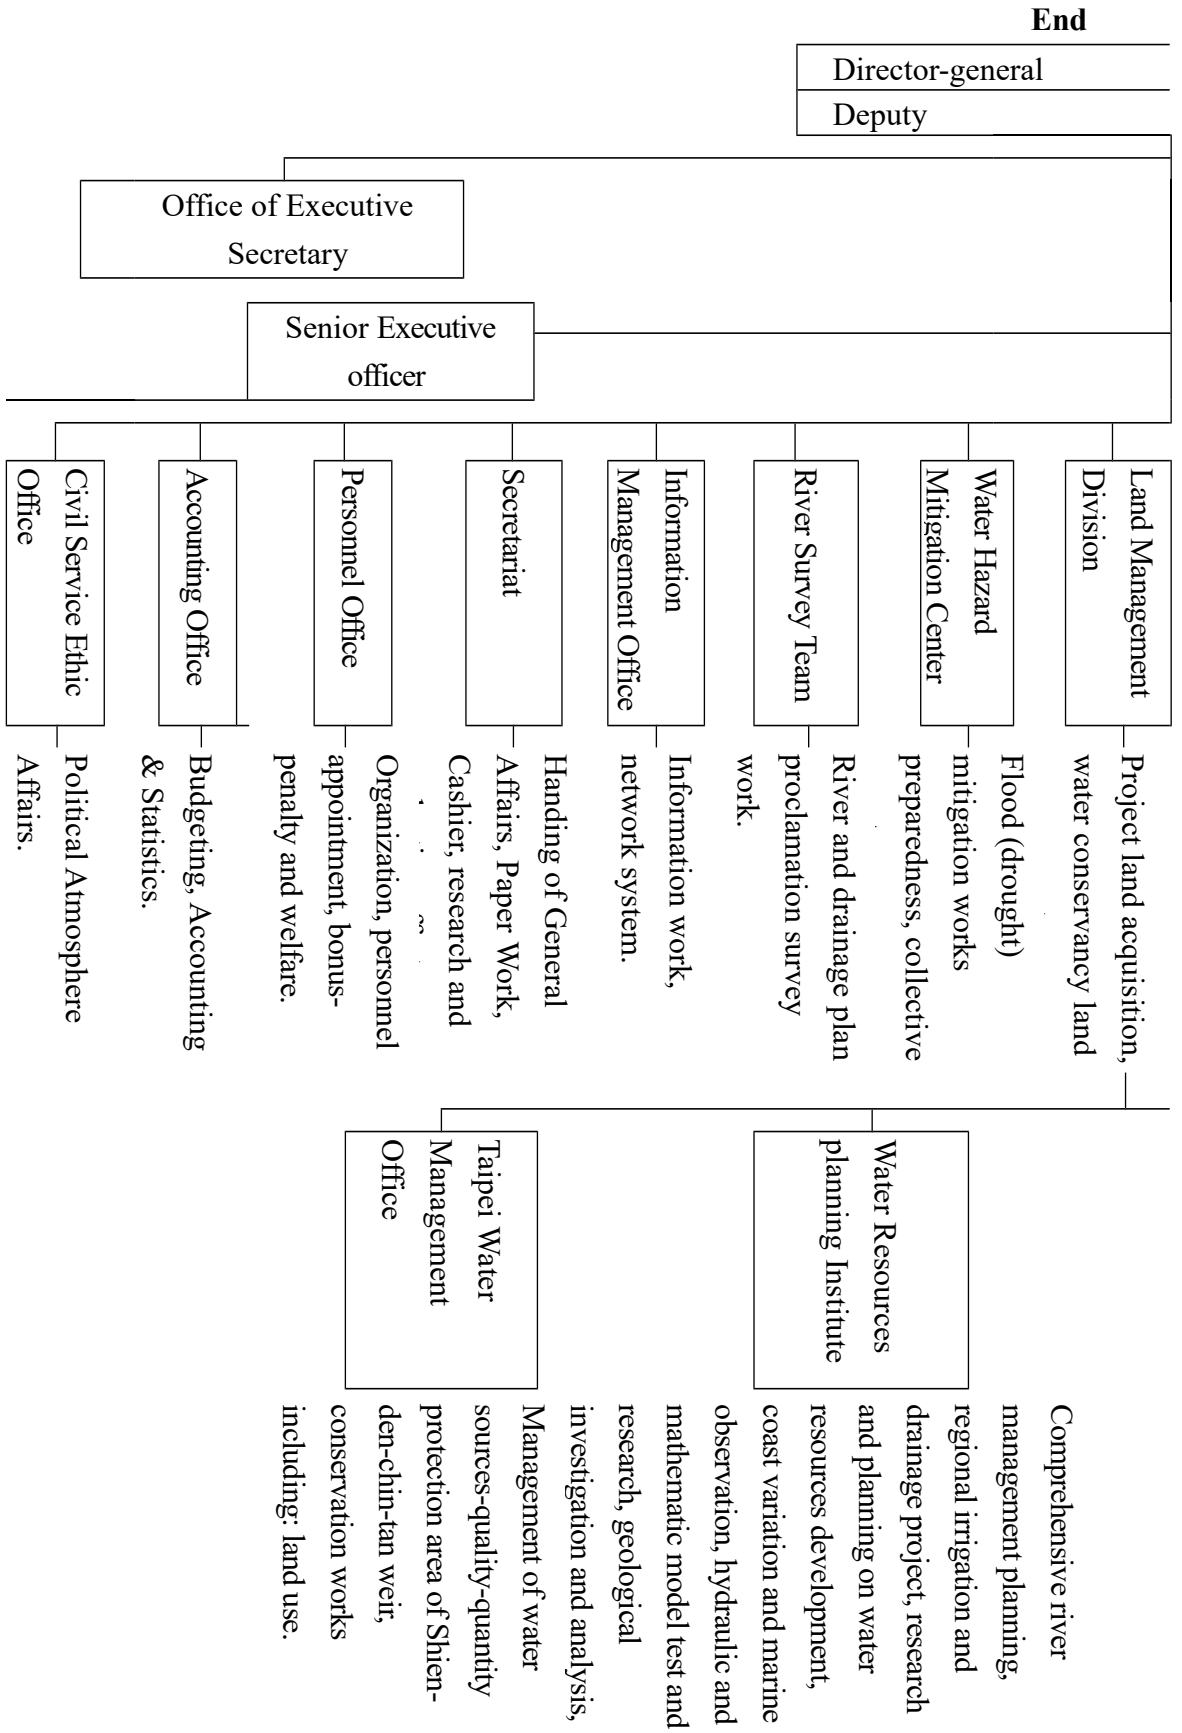 End
Director-general
Deputy
Office of Executive
Secretary
Senior Executive
officer
Civil Service Ethic
Office
Accounting Office
Personnel Office
Secretariat
Information
Management Office
River Survey Team
Water Hazard
Mitigation Center
Land Management
Division
Political Atmosphere
Affairs.
Budgeting, Accounting
& Statistics.
Organization, personnel
appointment, bonus-
penalty and welfare.
Handing of General
Affairs, Paper Work,
Cashier, research and
Information work,
network system.
River and drainage plan
proclamation survey
work.
Flood (drought)
mitigation works
preparedness, collective
Project land acquisition,
water conservancy land
Taipei Water
Management
Office
Water Resources
planning Institute
Management of water
sources-quality-quantity
protection area of Shien-
den-chin-tan weir,
conservation works
including: land use.
Comprehensive river
management planning,
regional irrigation and
drainage project, research
and planning on water
resources development,
coast variation and marine
observation, hydraulic and
mathematic model test and
research, geological
investigation and analysis,